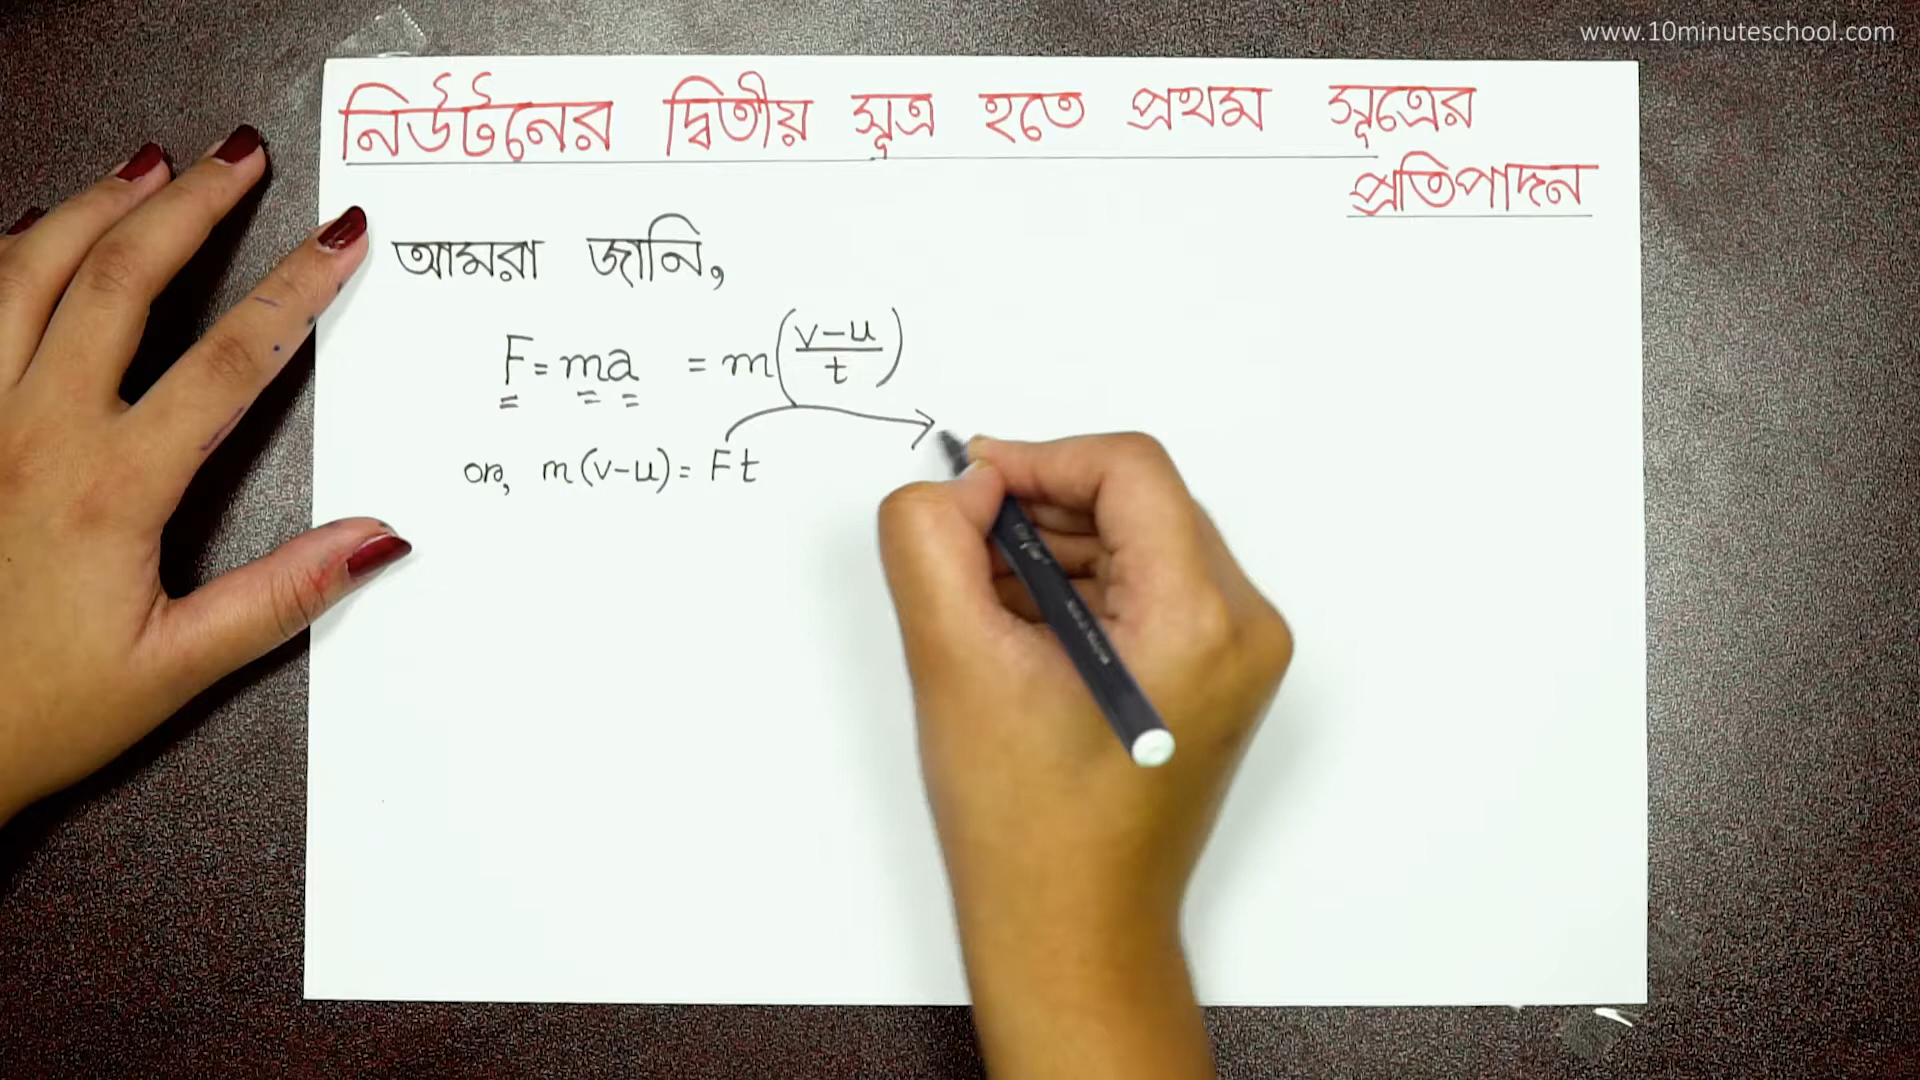 www.10minuteschool.com
নিউটনের দ্বিতীয় সূত্র হতে প্রথম সূত্রের
প্রতিপাদন
আমরা জানি,
F = ma = m(v-u/t)
or, m(v-u) = Ft